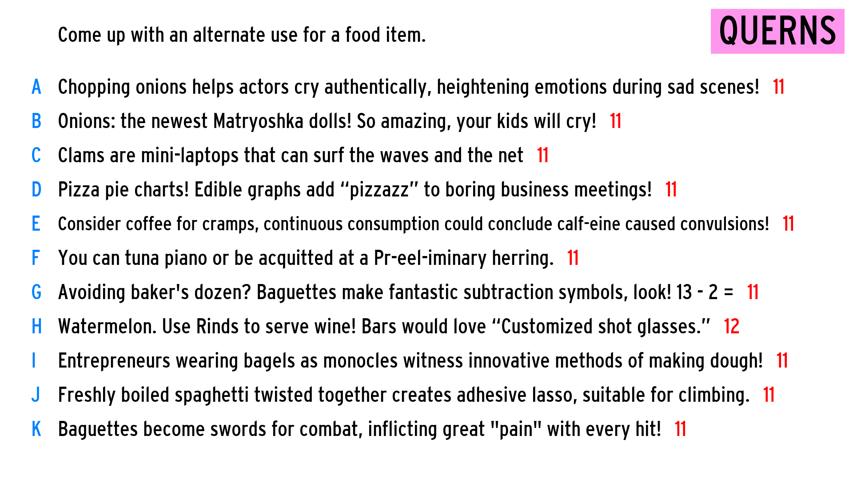 Come up with an alternate use for a food item.
QUERNS
A Chopping onions helps actors cry authentically, heightening emotions during sad scenes! 11
B Onions: the newest Matryoshka dolls! So amazing, your kids will cry! 11
C Clams are mini-laptops that can surf the waves and the net 11
D Pizza pie charts! Edible graphs add “pizzazz” to boring business meetings! 11
E Consider coffee for cramps, continuous consumption could conclude calf-eine caused convulsions! 11
F You can tuna piano or be acquitted at a Pr-eel-iminary herring. 11
G Avoiding baker's dozen? Baguettes make fantastic subtraction symbols, look! 13 - 2 = 11
H Watermelon. Use Rinds to serve wine! Bars would love “Customized shot glasses.” 12
I Entrepreneurs wearing bagels as monocles witness innovative methods of making dough! 11
J Freshly boiled spaghetti twisted together creates adhesive lasso, suitable for climbing. 11
K Baguettes become swords for combat, inflicting great "pain" with every hit! 11